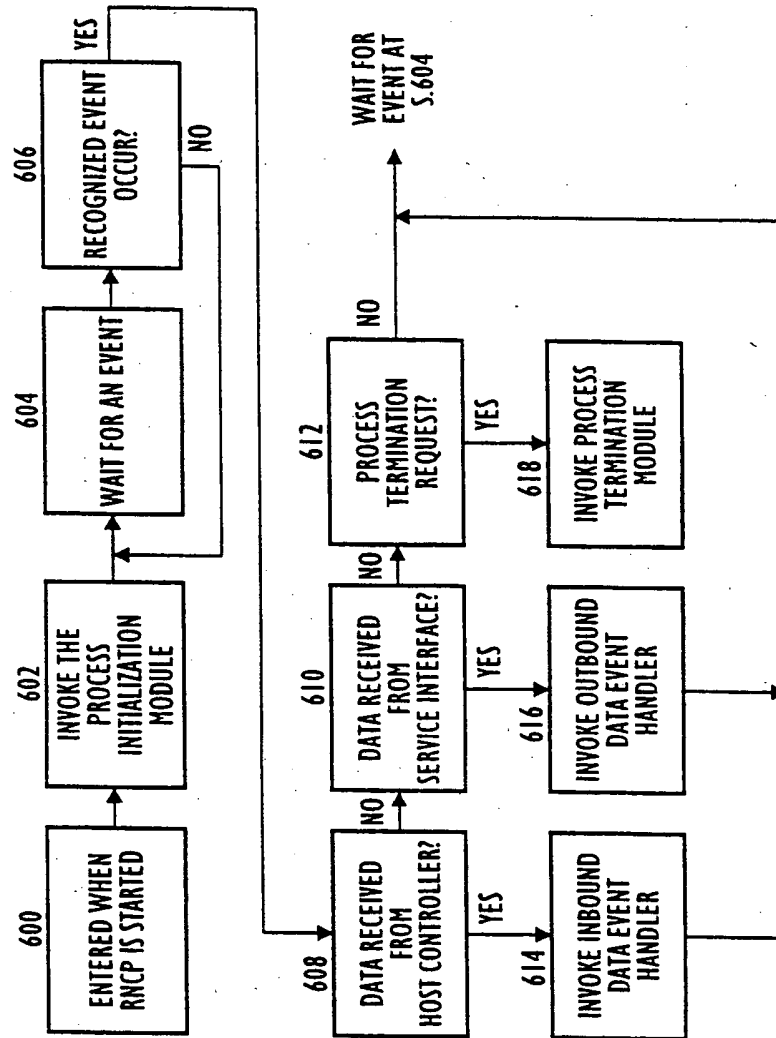 600
ENTERED WHEN
RNCP IS STARTED
602
INVOKE THE
PROCESS
INITIALIZATION
MODULE
604
WAIT FOR AN EVENT
606
RECOGNIZED EVENT
OCCUR?
YES
NO
608
DATA RECEIVED
FROM
HOST CONTROLLER?
NO
YES
610
DATA RECEIVED
FROM
SERVICE INTERFACE?
NO
YES
612
PROCESS
TERMINATION
REQUEST?
NO
YES
WAIT FOR
EVENT AT
S.604
614
INVOKE INBOUND
DATA EVENT
HANDLER
616
INVOKE OUTBOUND
DATA EVENT
HANDLER
618
INVOKE PROCESS
TERMINATION
MODULE